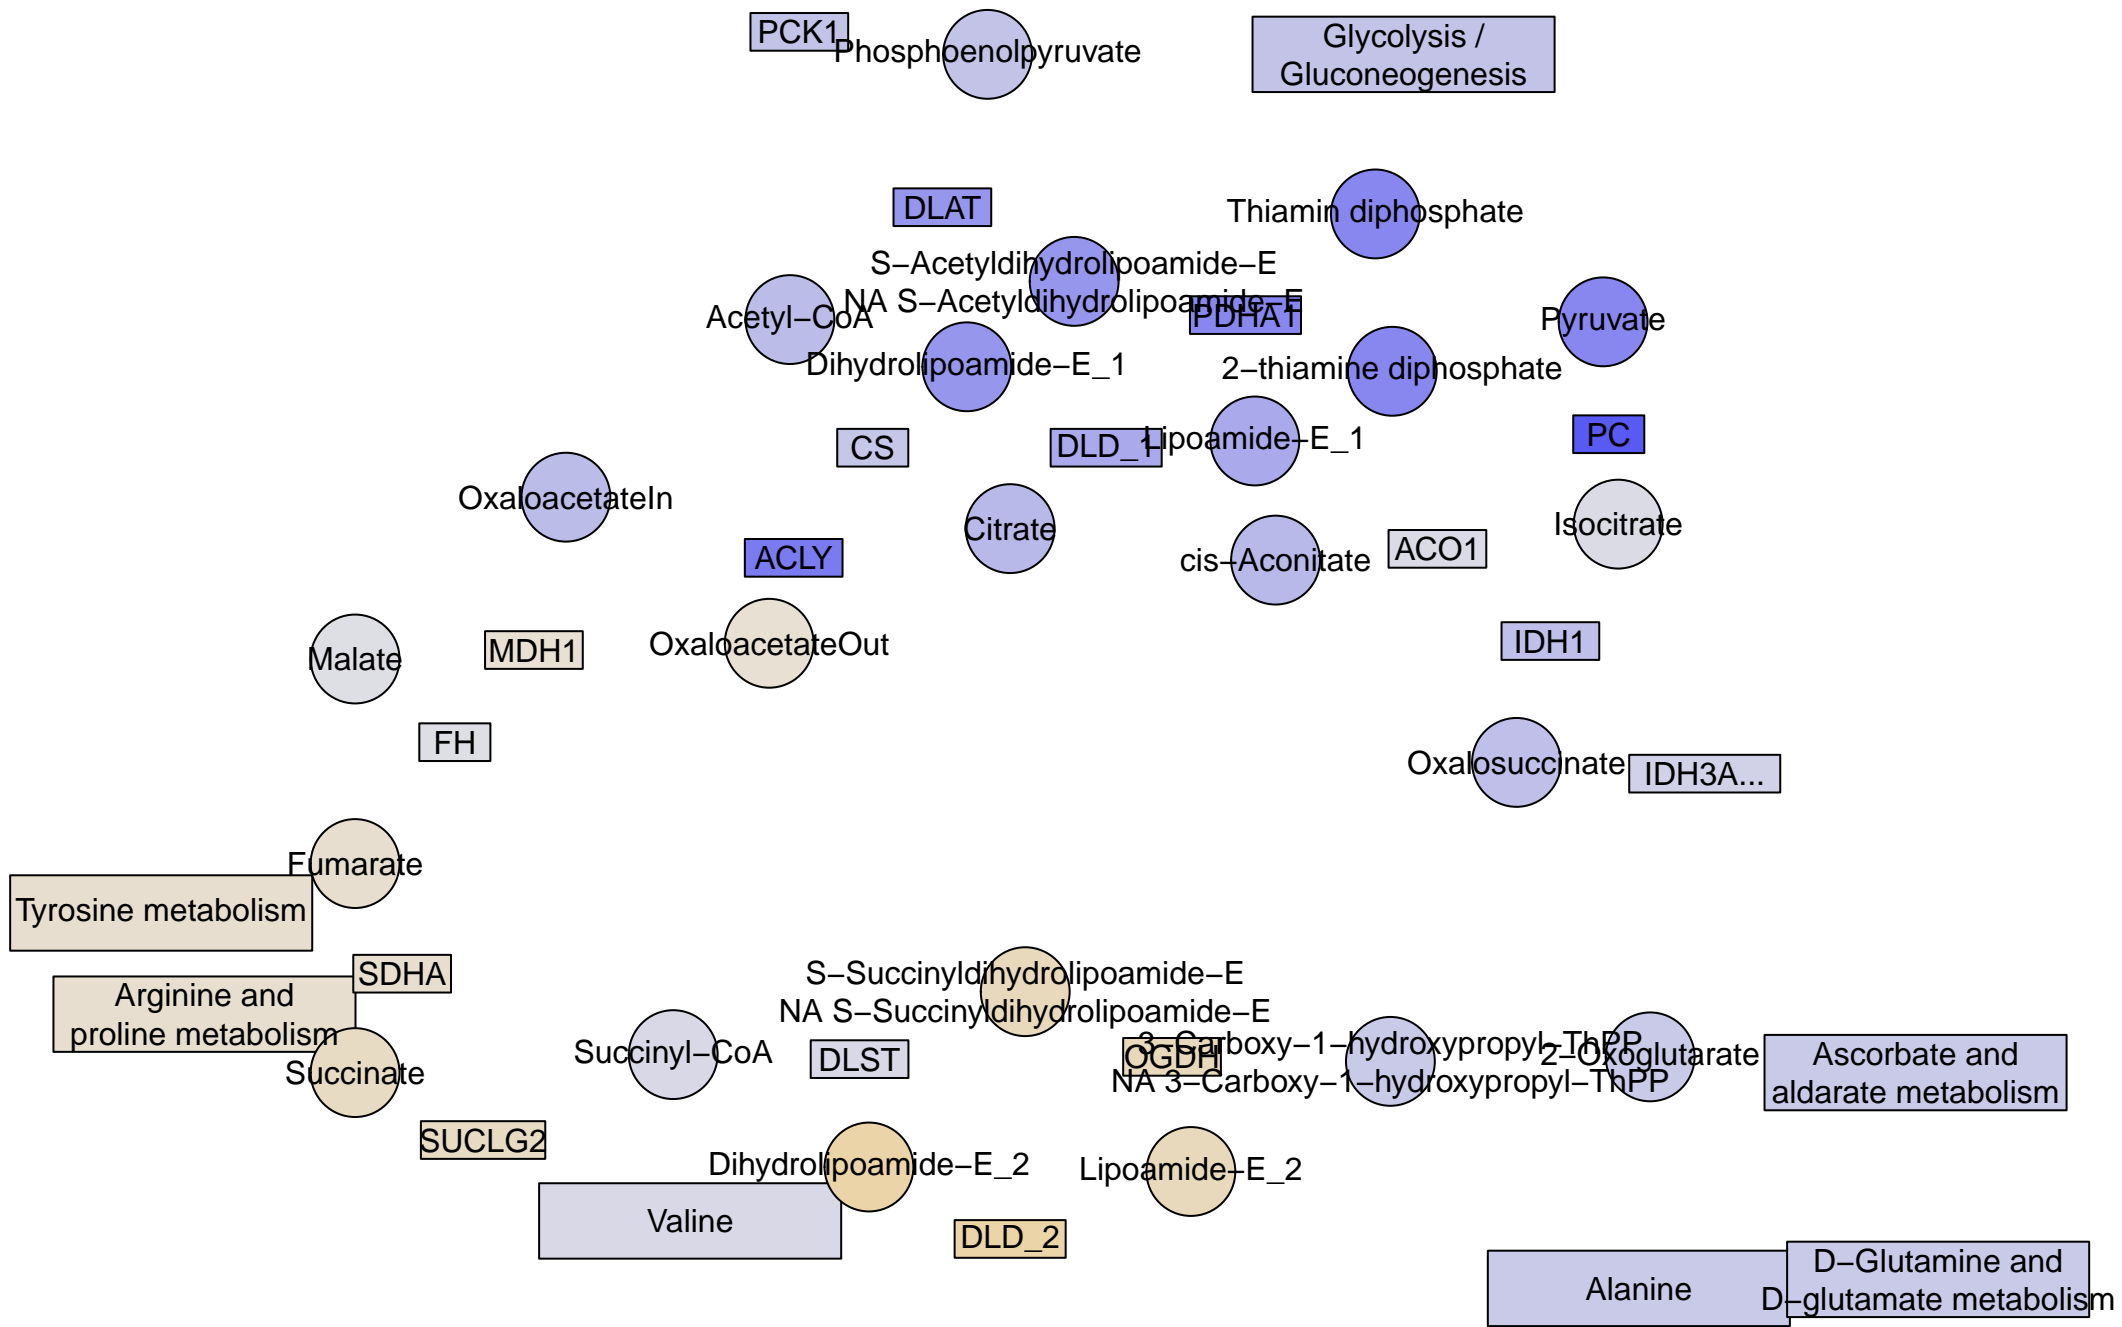 PCK1
Phosphoenolpyruvate
Glycolysis /
Gluconeogenesis
DLAT
Thiamin diphosphate
S−Acetyldihydrolipoamide−E
NA S−Acetyldihydrolipoamide−E
Acetyl−CoA
PDHA1
Pyruvate
Dihydrolipoamide−E_1
2−thiamine diphosphate
CS
DLD_1
Lipoamide−E_1
PC
OxaloacetateIn
Citrate
Isocitrate
ACLY
cis−Aconitate
ACO1
Malate
MDH1
OxaloacetateOut
IDH1
FH
Oxalosuccinate
IDH3A...
Fumarate
Tyrosine metabolism
SDHA
Arginine and
proline metabolism
Succinate
S−Succinyldihydrolipoamide−E
NA S−Succinyldihydrolipoamide−E
Succinyl−CoA
DLST
OGDH
3−Carboxy−1−hydroxypropyl−ThPP
NA 3−Carboxy−1−hydroxypropyl−ThPP
2−Oxoglutarate
Ascorbate and
aldarate metabolism
SUCLG2
Dihydrolipoamide−E_2
Lipoamide−E_2
Valine
DLD_2
Alanine
D−Glutamine and
D−glutamate metabolism